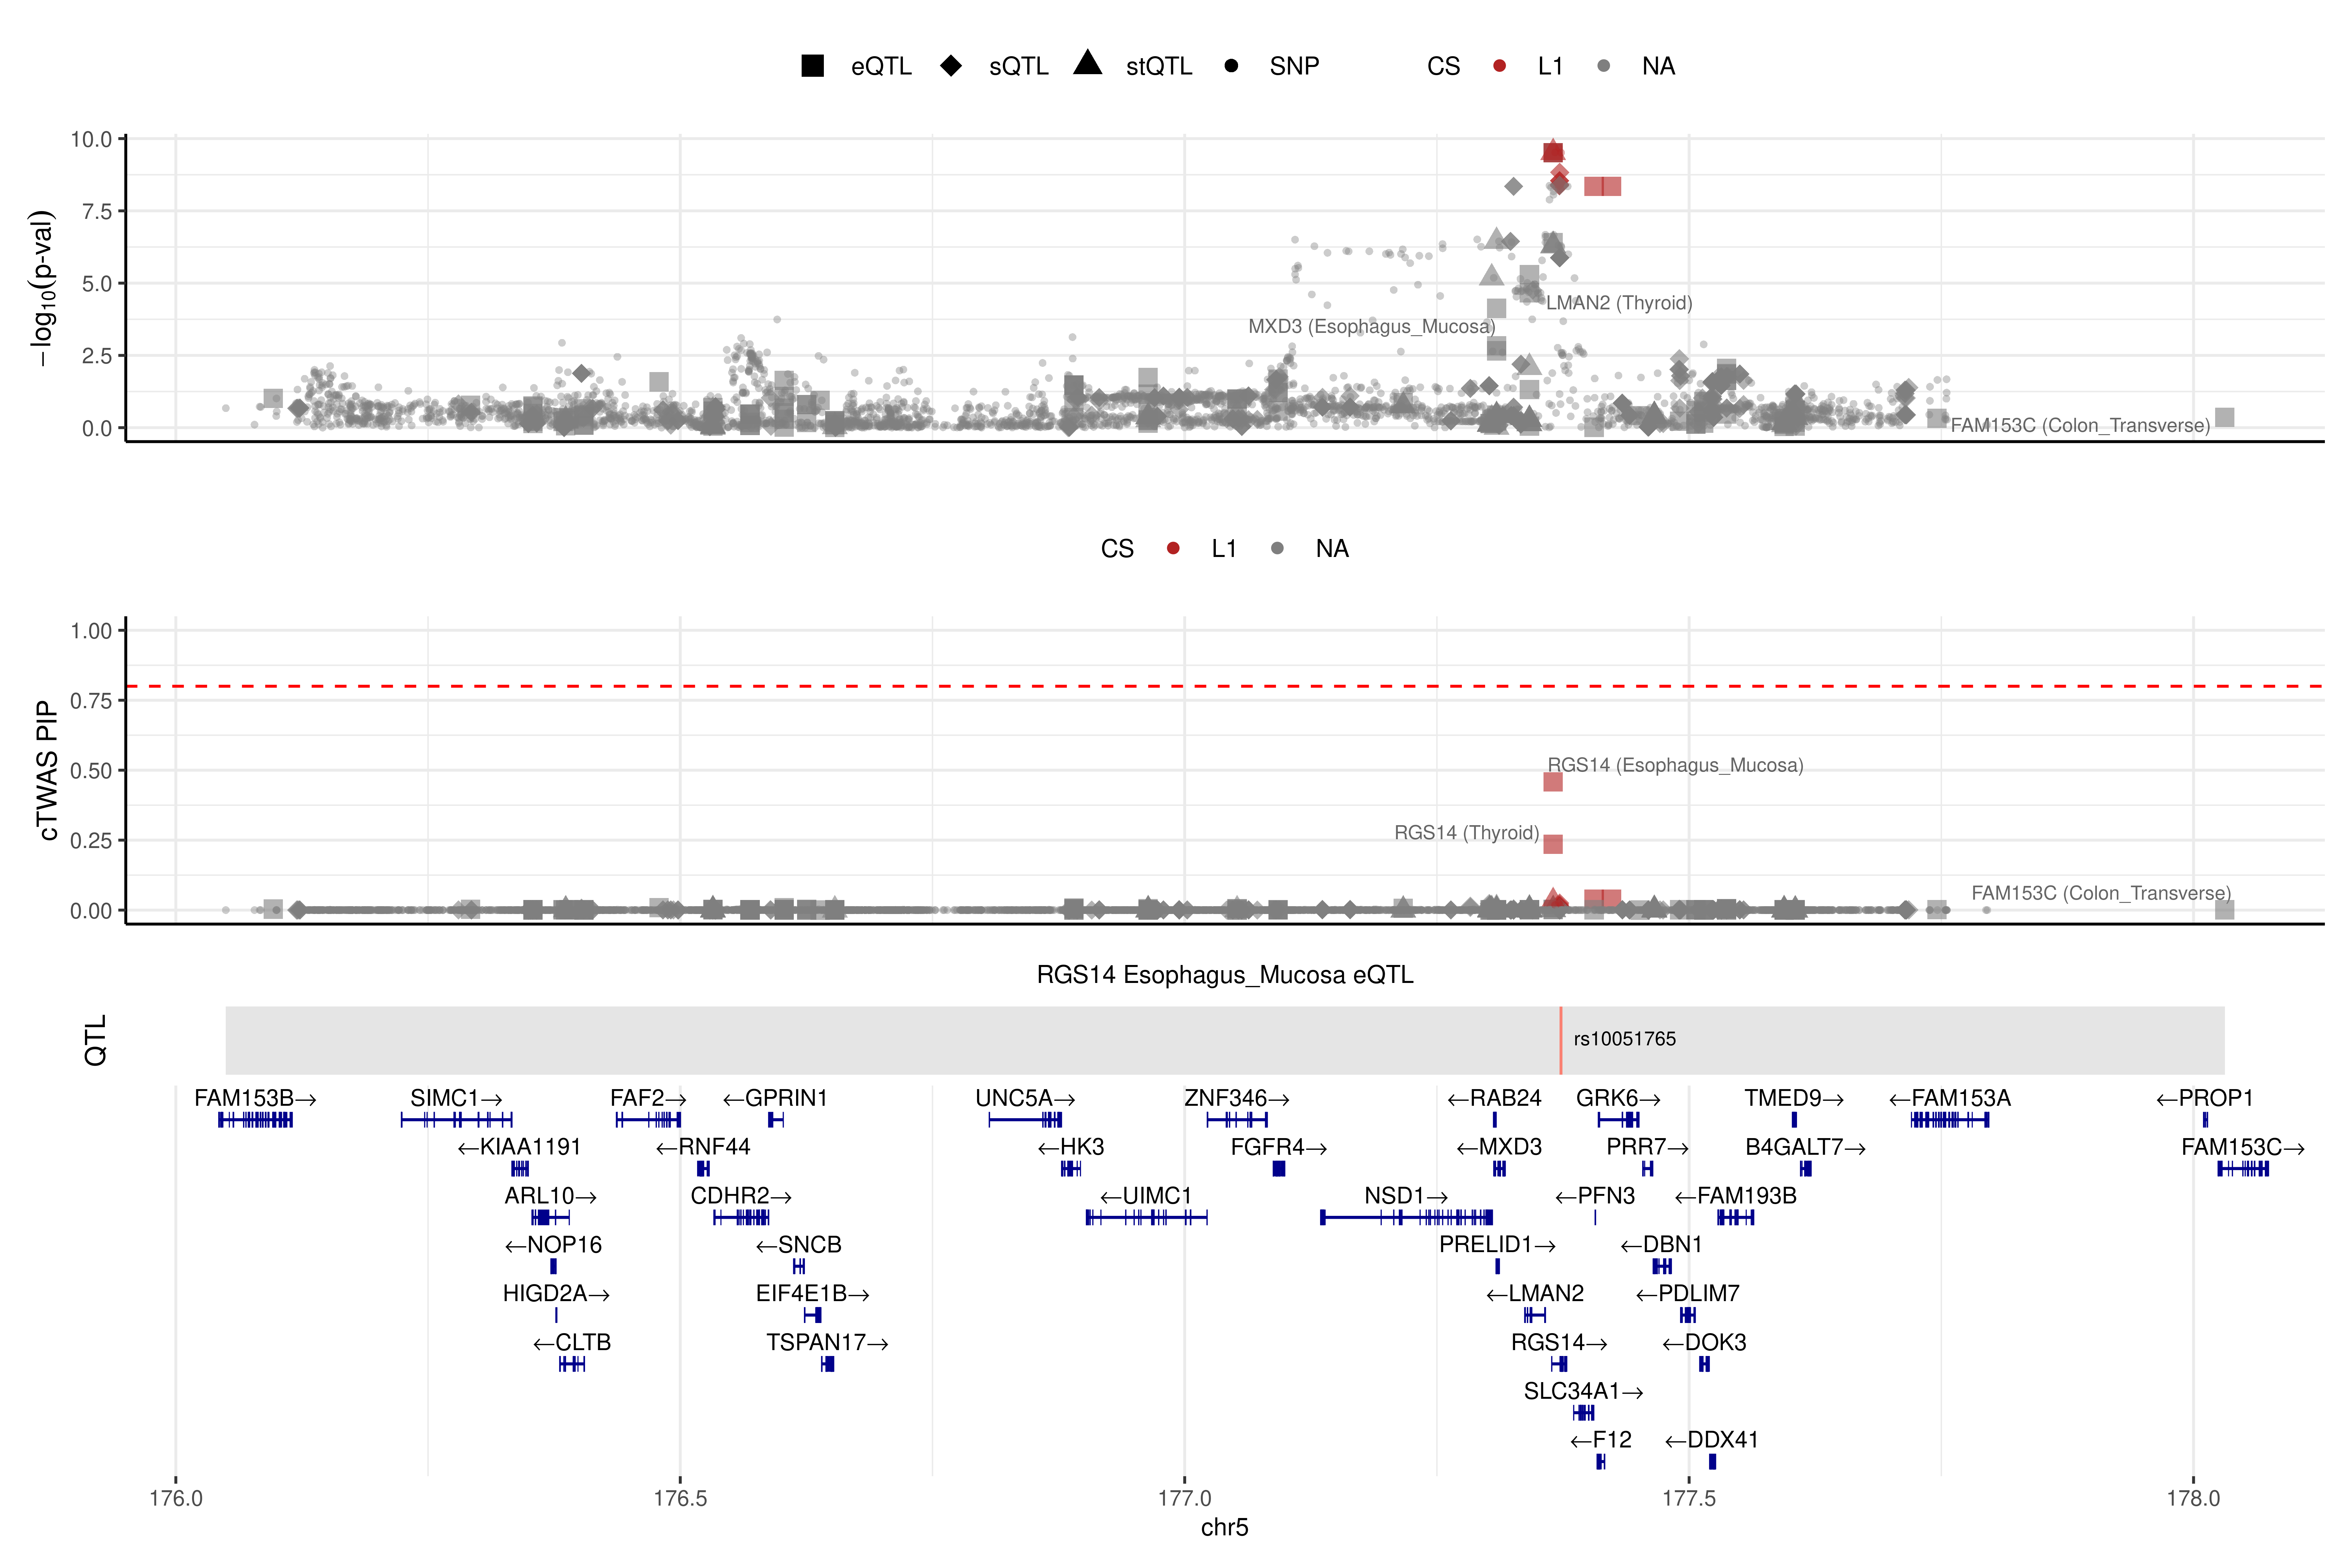 eQTL sQTL stQTL SNP CS L1 NA
−log10(p-val)
10.0
7.5
5.0
2.5
0.0
LMAN2 (Thyroid)
MXD3 (Esophagus_Mucosa)
FAM153C (Colon_Transverse)
CS L1 NA
cTWAS PIP
1.00
0.75
0.50
0.25
0.00
RGS14 (Esophagus_Mucosa)
RGS14 (Thyroid)
FAM153C (Colon_Transverse)
RGS14 Esophagus_Mucosa eQTL
QTL
rs10051765
FAM153B→ SIMC1→ FAF2→ ←GPRIN1 UNC5A→ ZNF346→ ←RAB24 GRK6→ TMED9→ ←FAM153A ←PROP1
←KIAA1191 ←RNF44 ←HK3 FGFR4→ ←MXD3 PRR7→ B4GALT7→ FAM153C→
ARL10→ CDHR2→ ←UIMC1 NSD1→ ←PFN3 ←FAM193B
←NOP16 ←SNCB PRELID1→ ←DBN1
HIGD2A→ EIF4E1B→ ←LMAN2 ←PDLIM7
←CLTB TSPAN17→ RGS14→ ←DOK3
SLC34A1→
←F12 ←DDX41
176.0 176.5 177.0 177.5 178.0
chr5